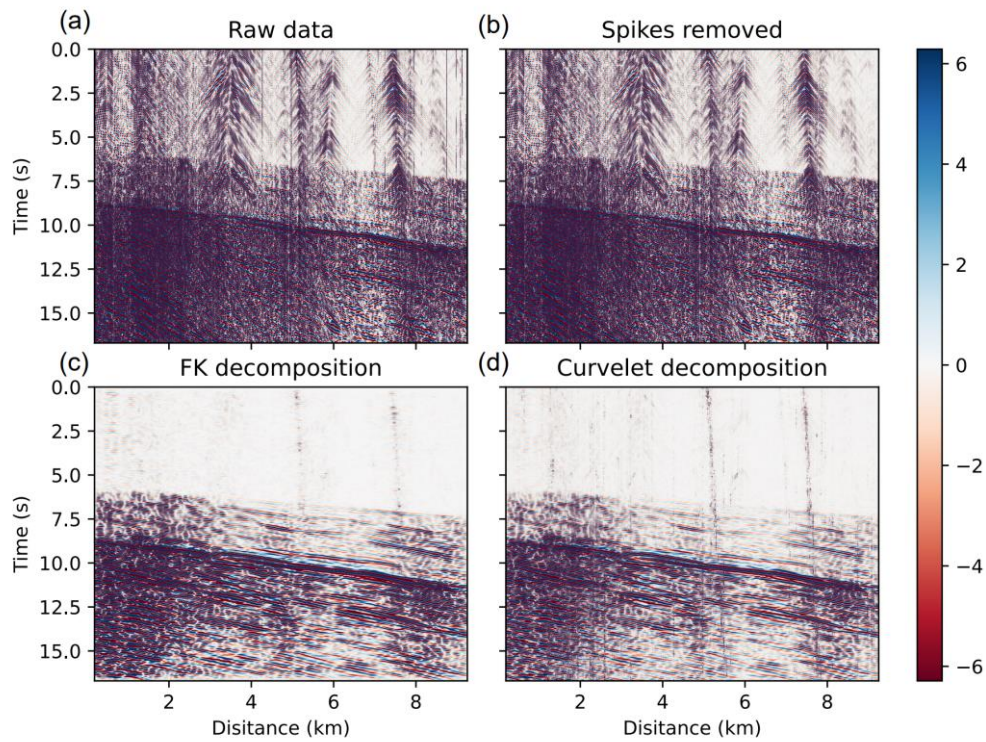 (a) Raw data
(b) Spikes removed
0.0
2.5
5.0
7.5
10.0
12.5
15.0
Time (s)
(c) FK decomposition
(d) Curvelet decomposition
0.0
2.5
5.0
7.5
10.0
12.5
15.0
Time (s)
2 4 6 8
Disitance (km)
2 4 6 8
Disitance (km)
6
4
2
0
−2
−4
−6